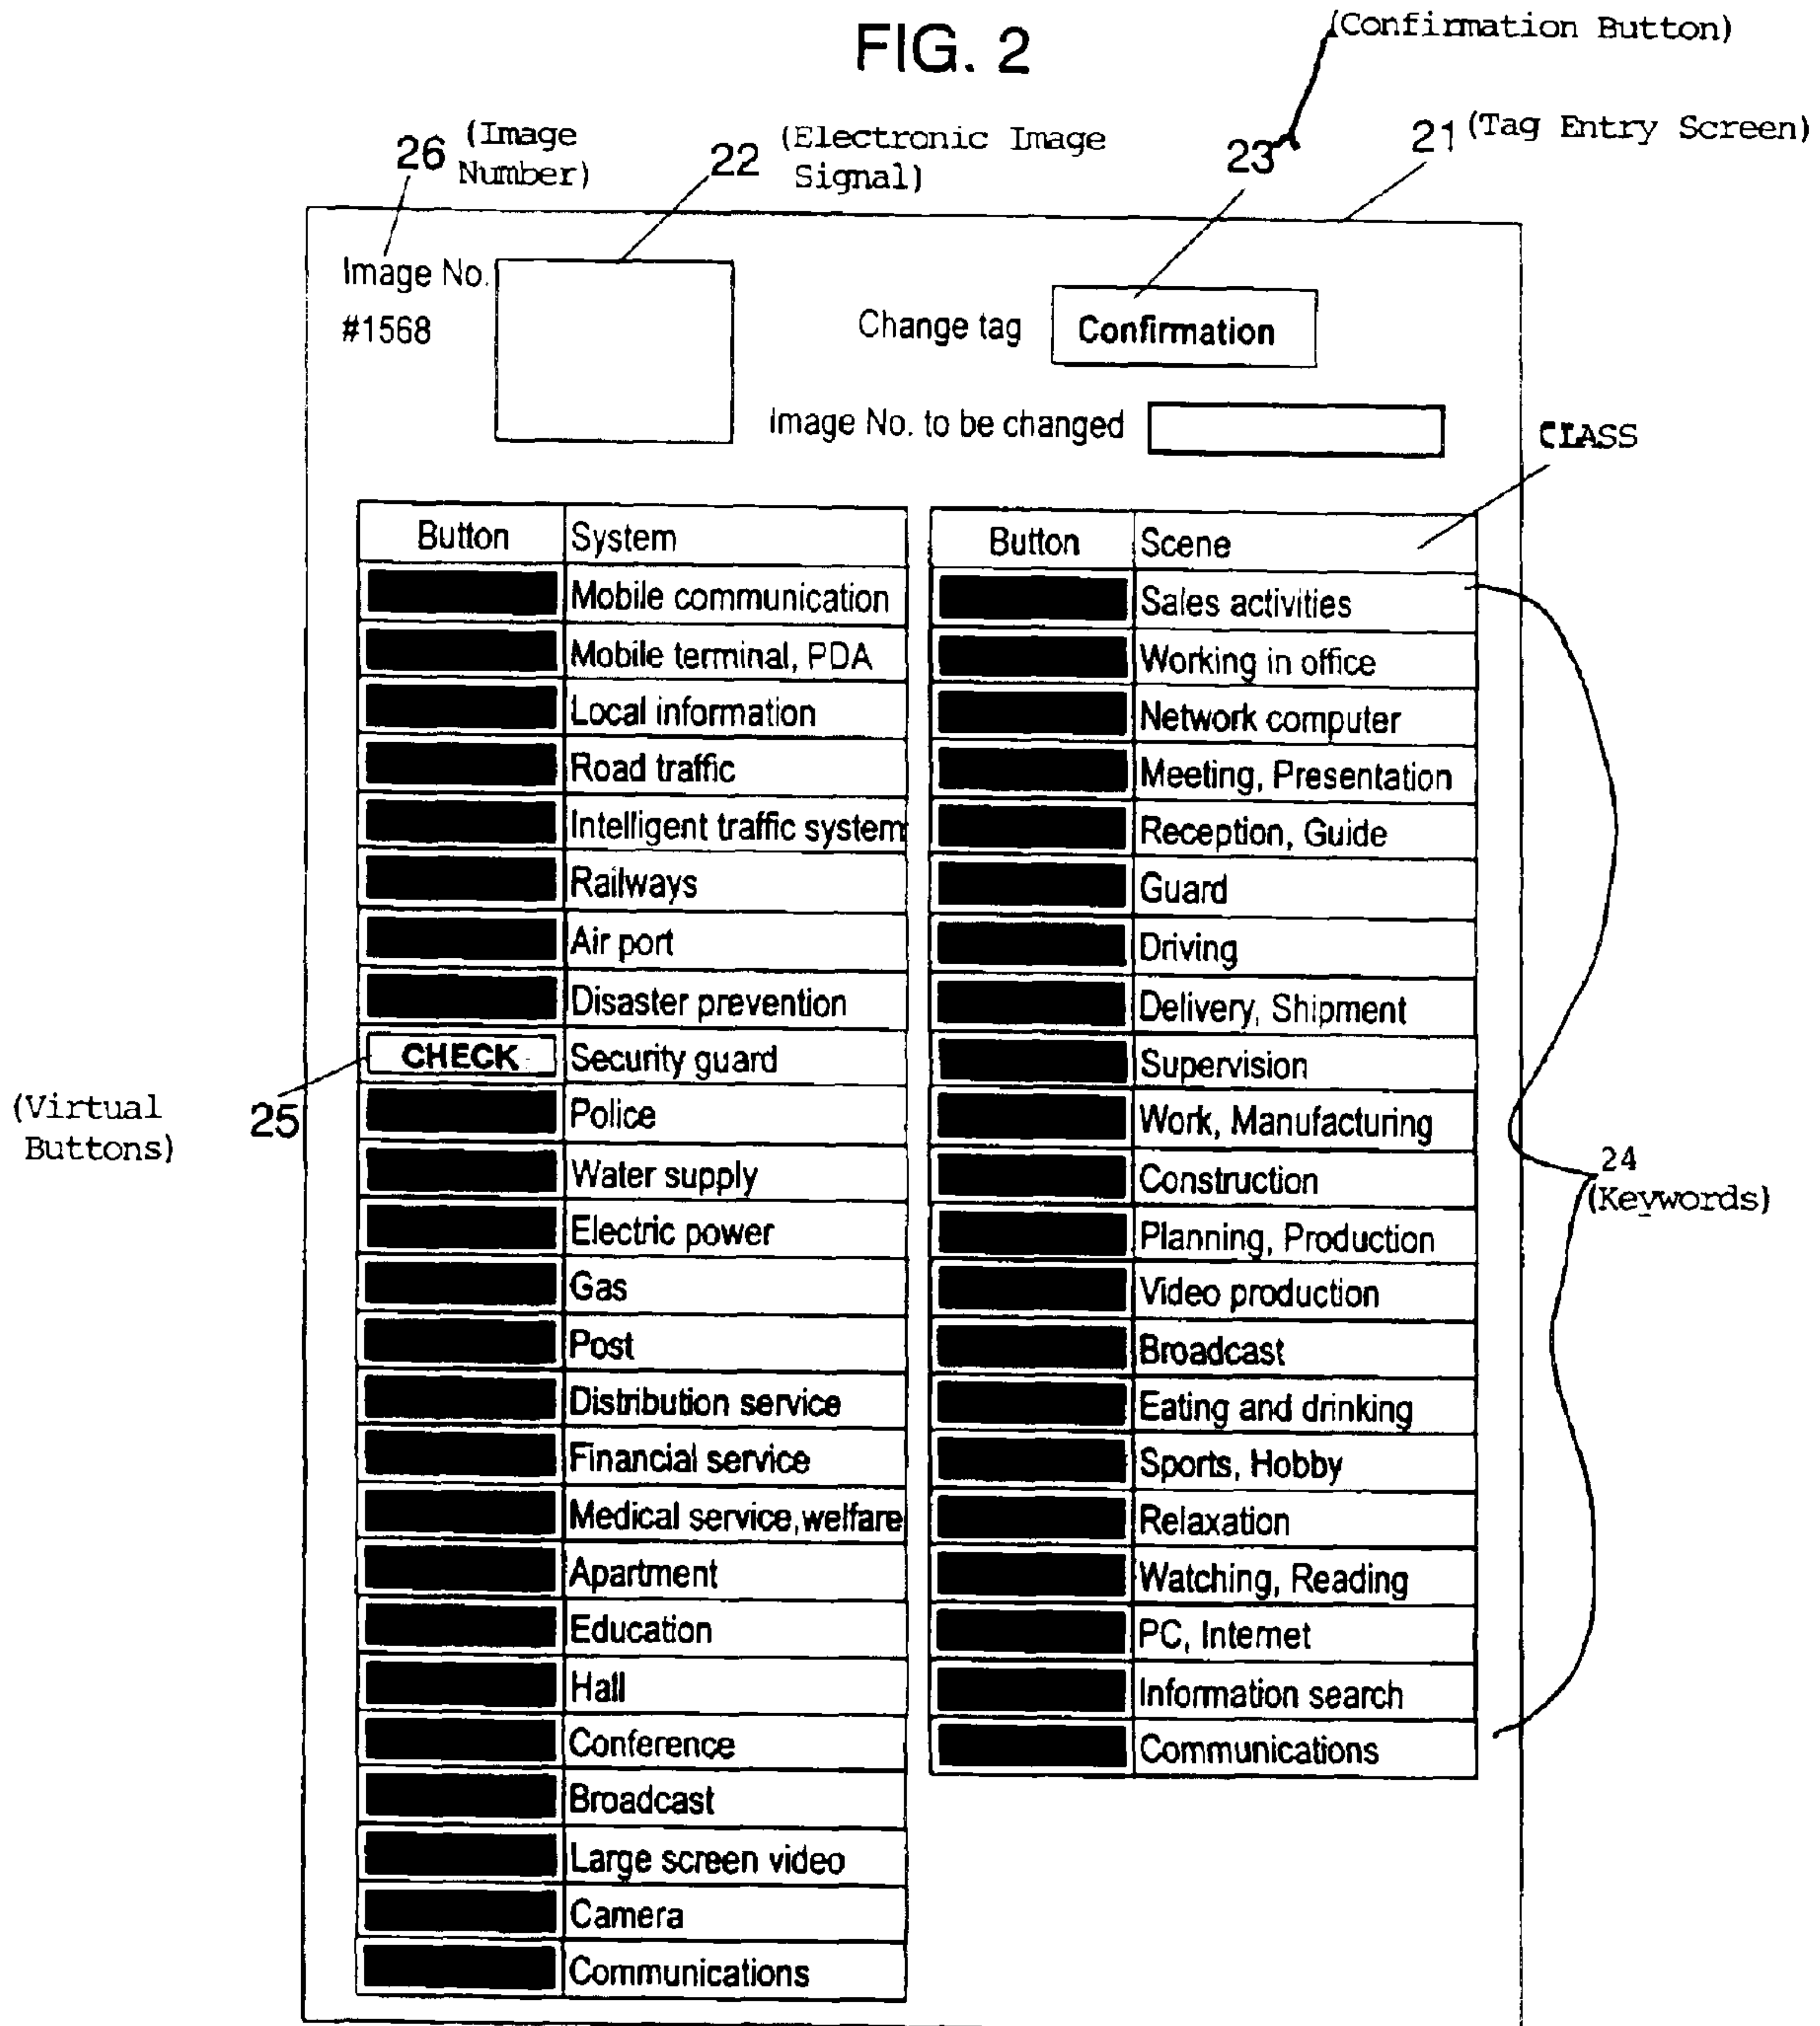 FIG. 2
(Confirmation Button)
26 (Image Number)
22 (Electronic Image Signal)
23
21 (Tag Entry Screen)
Image No.
#1568
Change tag Confirmation
Image No. to be changed
CLASS
Button System
Mobile communication
Mobile terminal, PDA
Local information
Road traffic
Intelligent traffic system
Railways
Air port
Disaster prevention
CHECK Security guard
Police
Water supply
Electric power
Gas
Post
Distribution service
Financial service
Medical service, welfare
Apartment
Education
Hall
Conference
Broadcast
Large screen video
Camera
Communications
(Virtual Buttons) 25
Button Scene
Sales activities
Working in office
Network computer
Meeting, Presentation
Reception, Guide
Guard
Driving
Delivery, Shipment
Supervision
Work, Manufacturing
Construction
Planning, Production
Video production
Broadcast
Eating and drinking
Sports, Hobby
Relaxation
Watching, Reading
PC, Internet
Information search
Communications
24
(Keywords)